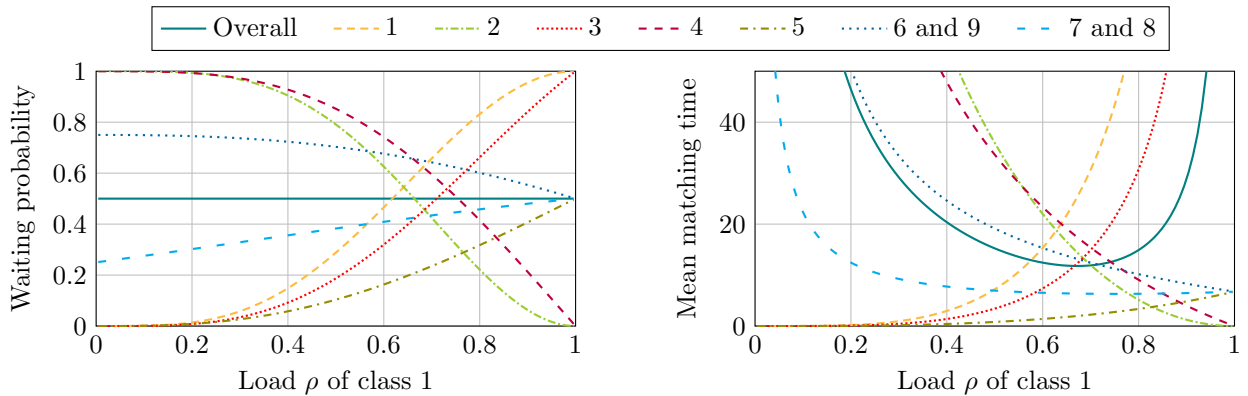 Overall 1 2 3 4 5 6 and 9 7 and 8
Waiting probability
1
0.8
0.6
0.4
0.2
0
0 0.2 0.4 0.6 0.8 1
Load ρ of class 1
Mean matching time
40
20
0
0 0.2 0.4 0.6 0.8 1
Load ρ of class 1